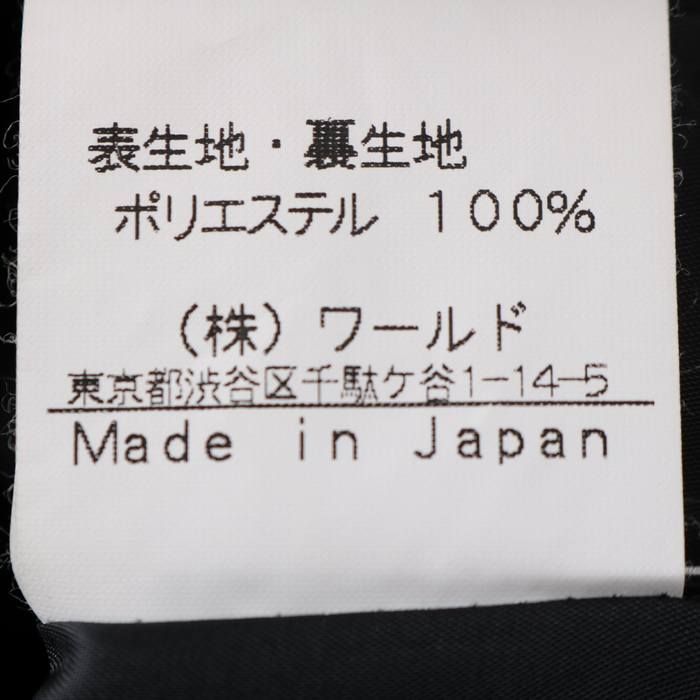 表生地・裏生地
ポリエステル １００％
（株）ワールド
東京都渋谷区千駄ケ谷1-14-5
Made in Japan